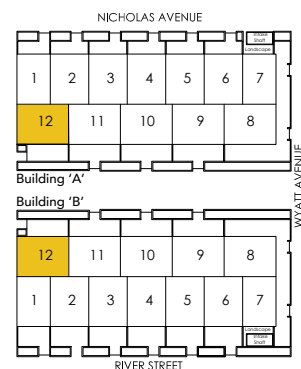 NICHOLAS AVENUE
Intake
Shaft
Landscape
1 2 3 4 5 6 7
12 11 10 9 8
Building 'A'
WYATT AVENUE
Building 'B'
12 11 10 9 8
1 2 3 4 5 6 7
Landscape
Intake
Shaft
RIVER STREET